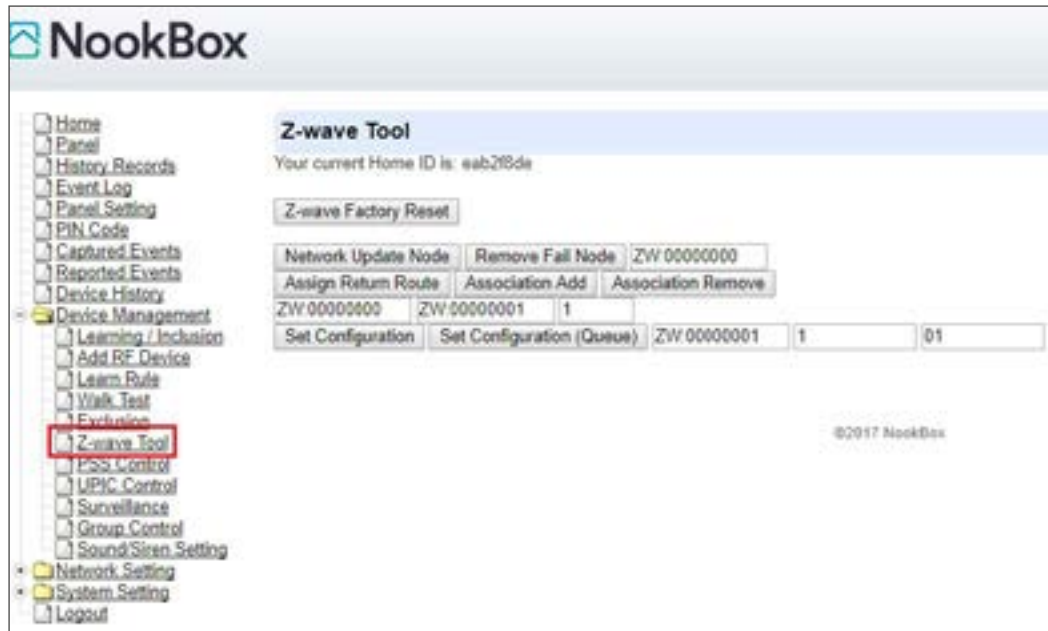 NookBox
Home
Panel
History Records
Event Log
Panel Setting
PIN Code
Captured Events
Reported Events
Device History
Device Management
Learning / Inclusion
Add RF Device
Learn Rule
Walk Test
Exclusion
Z-wave Tool
PSS Control
UPIC Control
Surveillance
Group Control
Sound/Siren Setting
Network Setting
System Setting
Logout
Z-wave Tool
Your current Home ID is: eab2f8de
Z-wave Factory Reset
Network Update Node Remove Fail Node ZW:00000000
Assign Return Route Association Add Association Remove
ZW:00000000 ZW:00000001 1
Set Configuration Set Configuration (Queue) ZW:00000001 1 01
©2017 NookBox